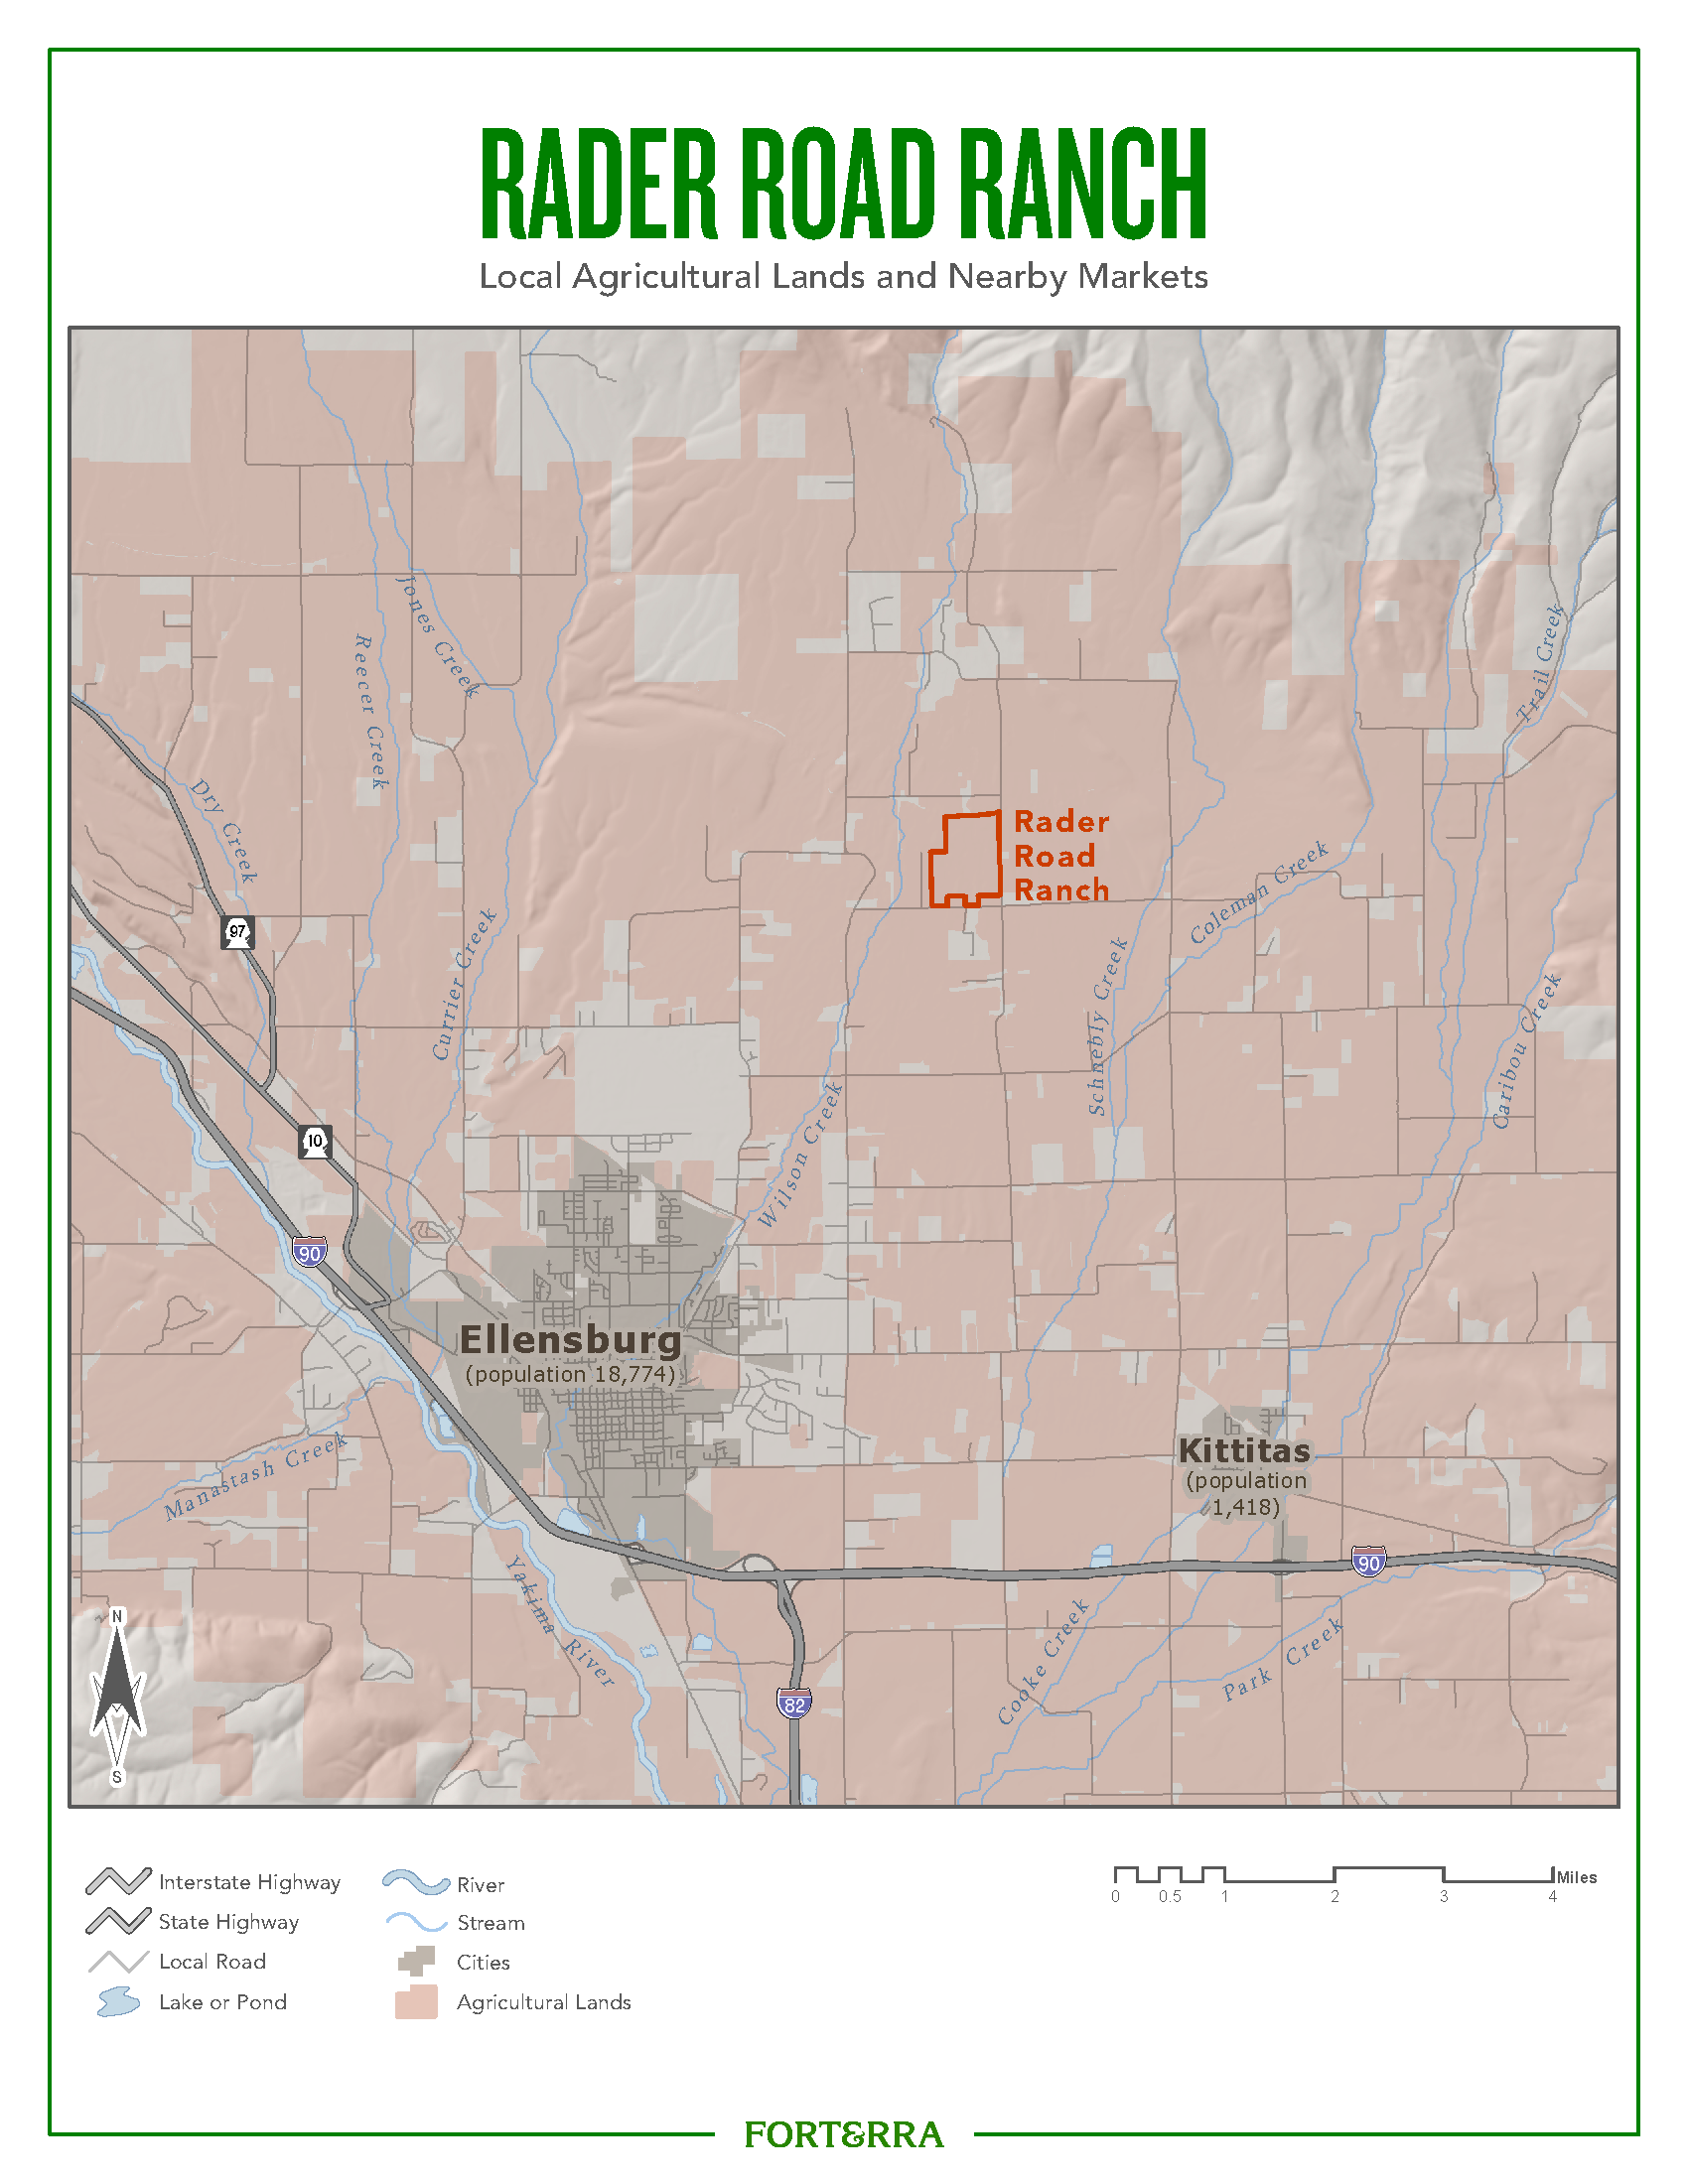 RADER ROAD RANCH
Local Agricultural Lands and Nearby Markets
Jones Creek
Reecer Creek
Trail Creek
Dry Creek
Rader
Road
Ranch
Coleman Creek
97
Currier Creek
Schnebly Creek
Caribou Creek
10
Wilson Creek
90
Ellensburg
(population 18,774)
Kittitas
(population
1,418)
Manastash Creek
90
Yakima River
Cooke Creek
Park Creek
82
N
S
Interstate Highway
State Highway
Local Road
Lake or Pond
River
Stream
Cities
Agricultural Lands
Miles
0 0.5 1 2 3 4
FORTERRA